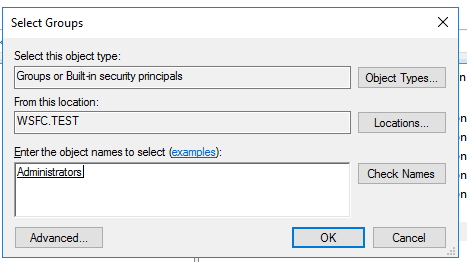 Select Groups
Select this object type:
Groups or Built-in security principals
Object Types...
From this location:
WSFC.TEST
Locations...
Enter the object names to select (examples):
Administrators
Check Names
Advanced...
OK
Cancel